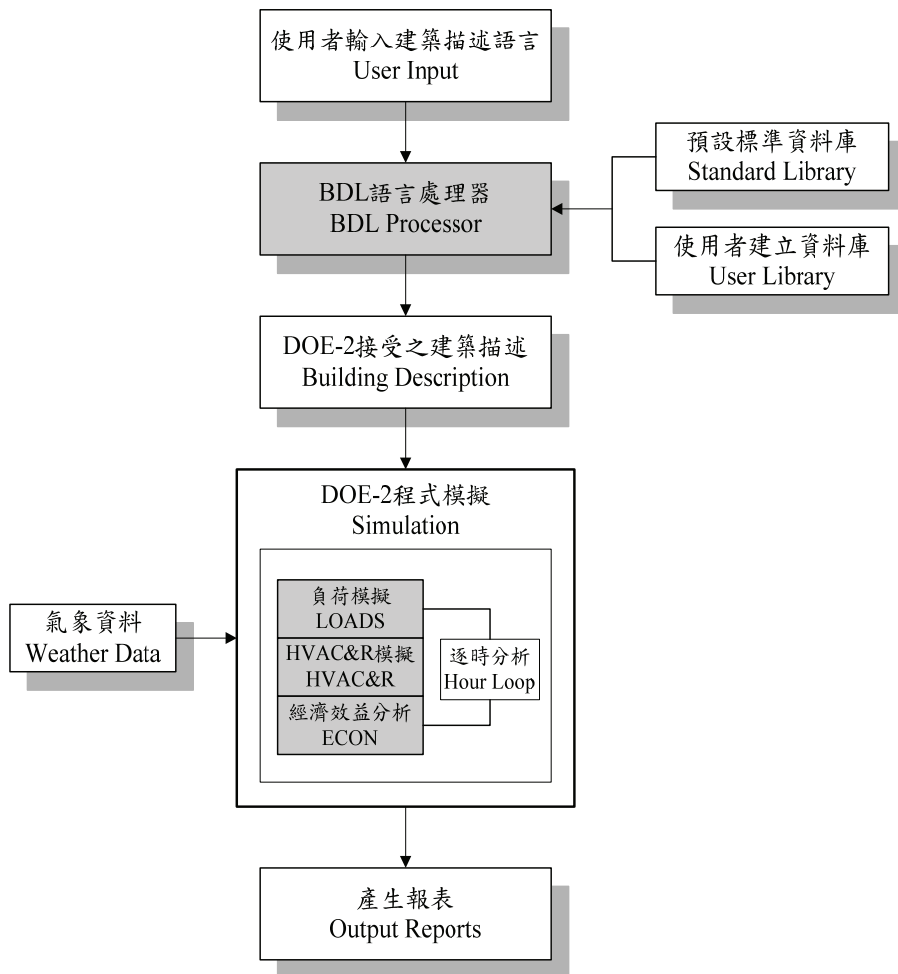 使用者輸入建築描述語言
User Input
預設標準資料庫
Standard Library
BDL語言處理器
BDL Processor
使用者建立資料庫
User Library
DOE-2接受之建築描述
Building Description
DOE-2程式模擬
Simulation
負荷模擬
LOADS
氣象資料
Weather Data
HVAC&R模擬
HVAC&R
逐時分析
Hour Loop
經濟效益分析
ECON
產生報表
Output Reports